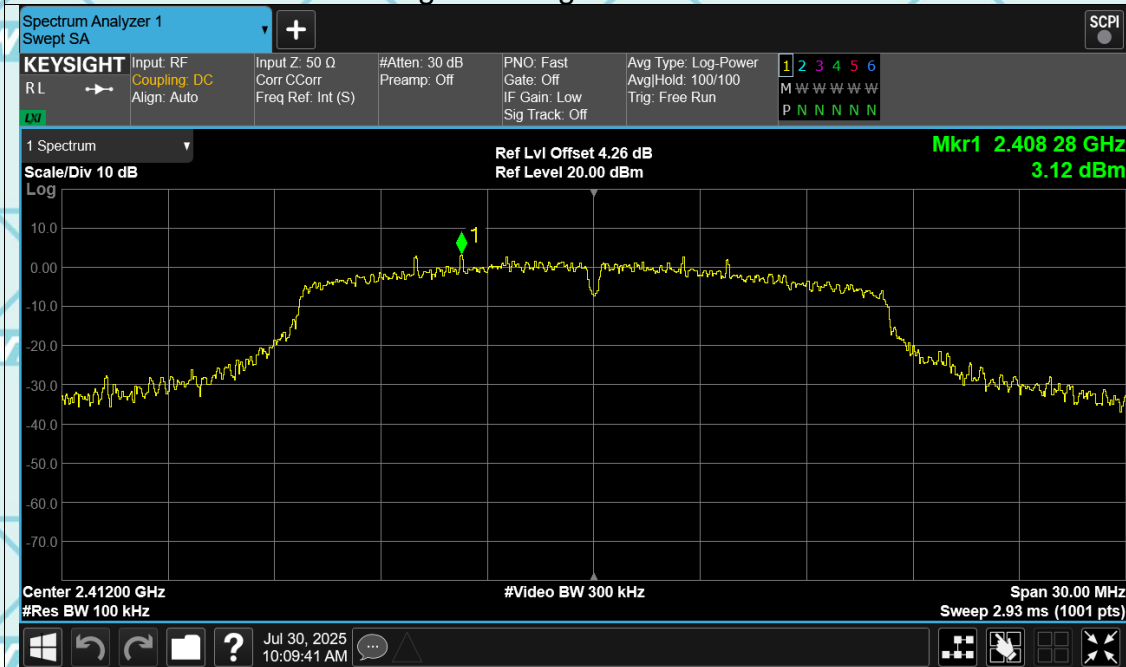 Spectrum Analyzer 1
Swept SA
SCPI
KEYSIGHT
RL
LXI
Input: RF
Coupling: DC
Align: Auto
Input Z: 50 Ω
Corr CCorr
Freq Ref: Int (S)
#Atten: 30 dB
Preamp: Off
PNO: Fast
Gate: Off
IF Gain: Low
Sig Track: Off
Avg Type: Log-Power
Avg|Hold: 100/100
Trig: Free Run
1 2 3 4 5 6
M W W W W W
P N N N N N
1 Spectrum
Scale/Div 10 dB
Log
Ref Lvl Offset 4.26 dB
Ref Level 20.00 dBm
Mkr1 2.408 28 GHz
3.12 dBm
1
10.0
0.00
-10.0
-20.0
-30.0
-40.0
-50.0
-60.0
-70.0
Center 2.41200 GHz
#Res BW 100 kHz
#Video BW 300 kHz
Span 30.00 MHz
Sweep 2.93 ms (1001 pts)
?
Jul 30, 2025
10:09:41 AM